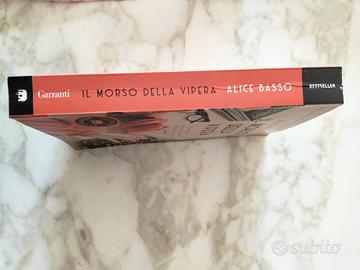 Garzanti IL MORSO DELLA VIPERA ALICE BASSO BESTSELLER
subito